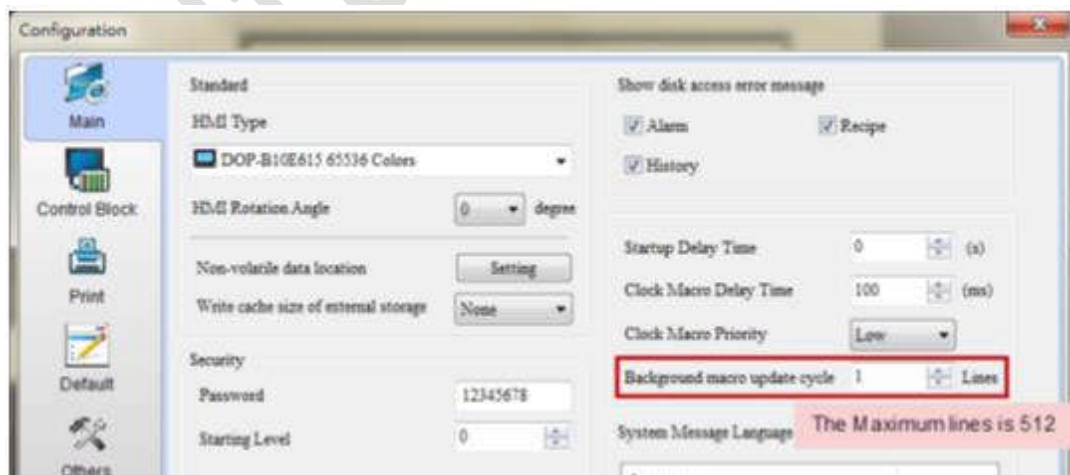 Configuration
Main
Control Block
Print
Default
Others
Standard
HMI Type
DOP-B10E615 65536 Colors
HMI Rotation Angle 0 degree
Non-volatile data location Setting
Write cache size of external storage None
Security
Password 12345678
Starting Level 0
Show disk access error message
Alarm Recipe
History
Startup Delay Time 0 (s)
Clock Macro Delay Time 100 (ms)
Clock Macro Priority Low
Background macro update cycle 1 Lines
The Maximum lines is 512
System Message Language